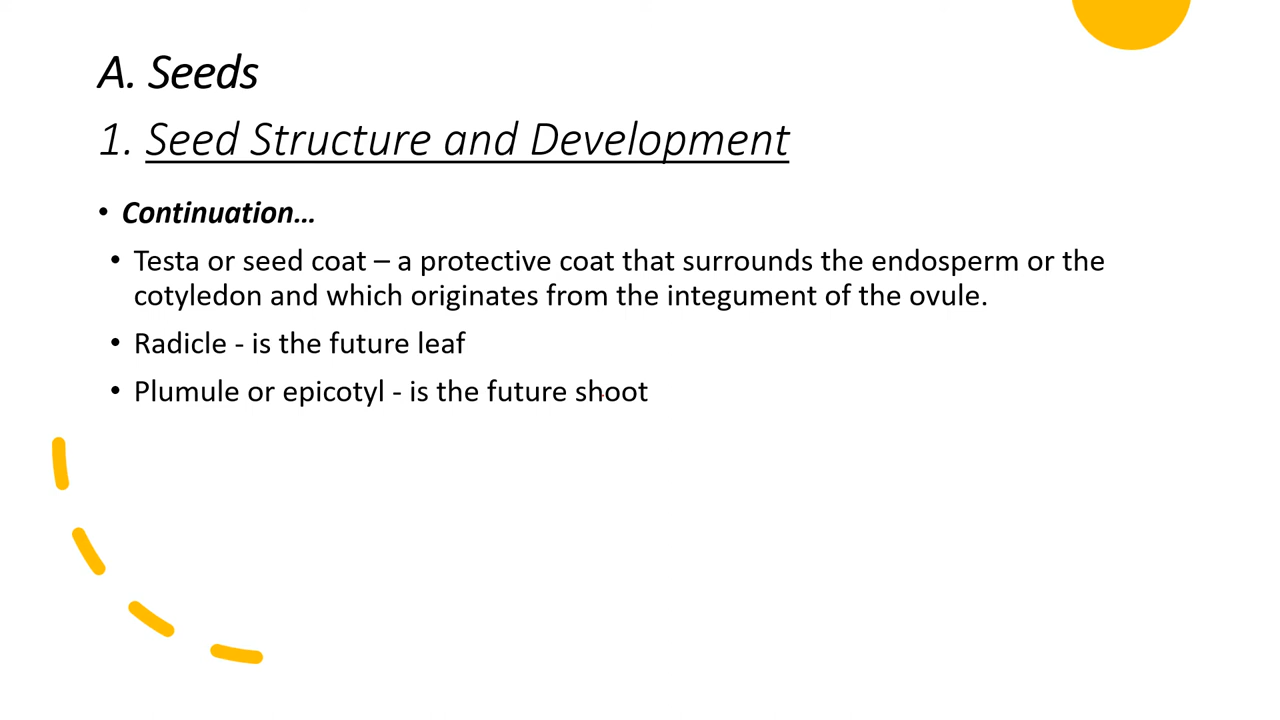 A. Seeds
1. Seed Structure and Development
• Continuation...
• Testa or seed coat – a protective coat that surrounds the endosperm or the
cotyledon and which originates from the integument of the ovule.
• Radicle - is the future leaf
• Plumule or epicotyl - is the future shoot